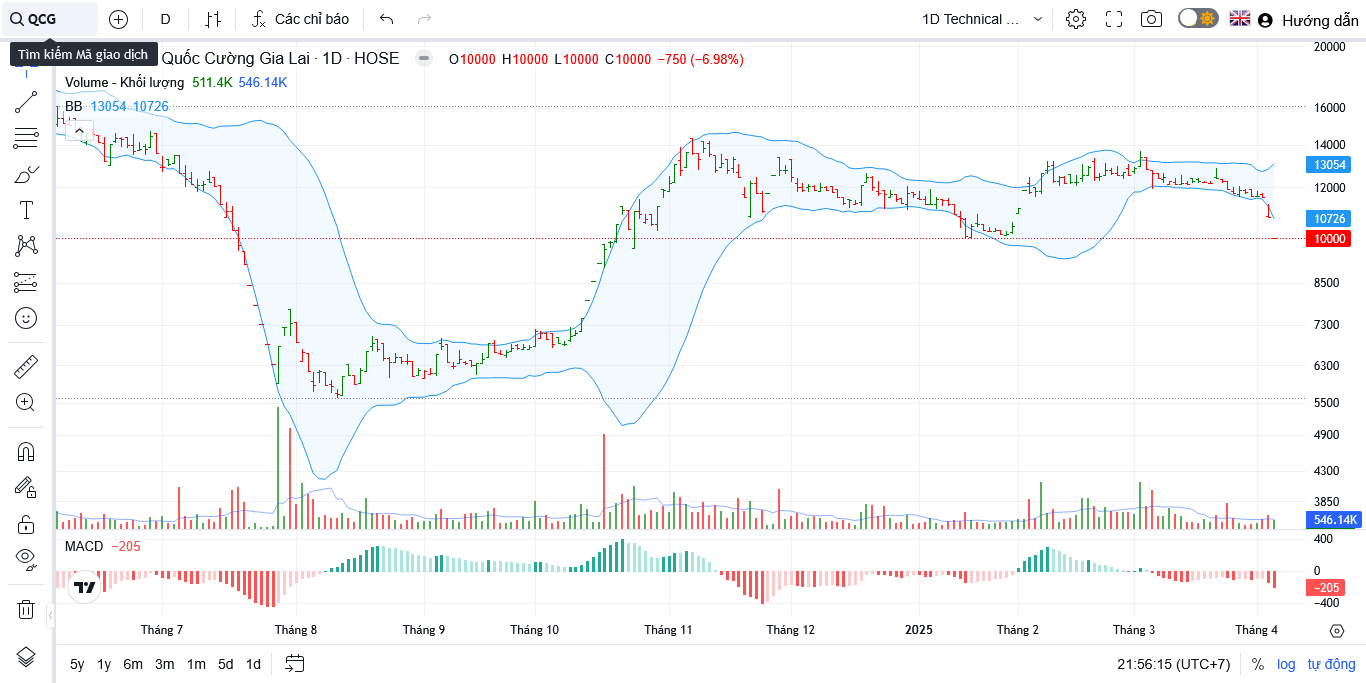 QCG
D
Các chỉ báo
1D Technical ...
Hướng dẫn
Tìm kiếm Mã giao dịch
Quốc Cường Gia Lai · 1D · HOSE
O10000 H10000 L10000 C10000 −750 (−6.98%)
Volume - Khối lượng 511.4K 546.14K
BB 13054 10726
20000
16000
14000
13054
12000
10726
10000
8500
7300
6300
5500
4900
4300
3850
546.14K
MACD −205
400
0
−205
−400
Tháng 7 Tháng 8 Tháng 9 Tháng 10 Tháng 11 Tháng 12 2025 Tháng 2 Tháng 3 Tháng 4
5y 1y 6m 3m 1m 5d 1d
21:56:15 (UTC+7) % log tự động